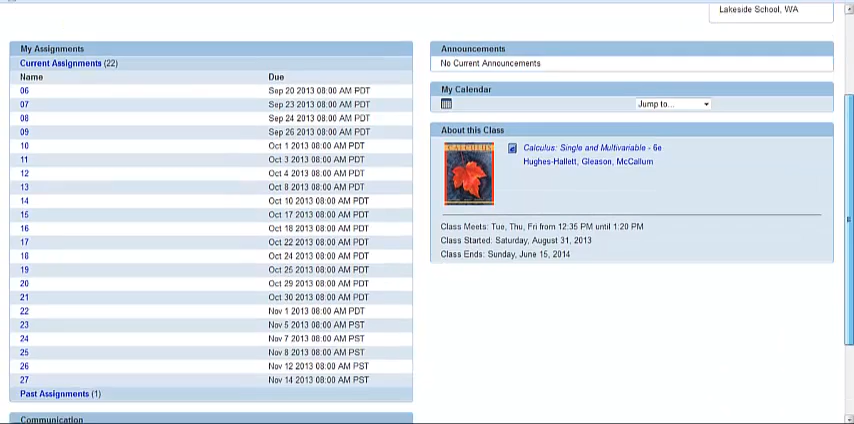 Lakeside School, WA
My Assignments
Current Assignments (22)
Name Due
06 Sep 20 2013 08:00 AM PDT
07 Sep 23 2013 08:00 AM PDT
08 Sep 24 2013 08:00 AM PDT
09 Sep 26 2013 08:00 AM PDT
10 Oct 1 2013 08:00 AM PDT
11 Oct 3 2013 08:00 AM PDT
12 Oct 4 2013 08:00 AM PDT
13 Oct 8 2013 08:00 AM PDT
14 Oct 10 2013 08:00 AM PDT
15 Oct 17 2013 08:00 AM PDT
16 Oct 18 2013 08:00 AM PDT
17 Oct 22 2013 08:00 AM PDT
18 Oct 24 2013 08:00 AM PDT
19 Oct 25 2013 08:00 AM PDT
20 Oct 29 2013 08:00 AM PDT
21 Oct 30 2013 08:00 AM PDT
22 Nov 1 2013 08:00 AM PDT
23 Nov 5 2013 08:00 AM PST
24 Nov 7 2013 08:00 AM PST
25 Nov 8 2013 08:00 AM PST
26 Nov 12 2013 08:00 AM PST
27 Nov 14 2013 08:00 AM PST
Past Assignments (1)
Communication
Announcements
No Current Announcements
My Calendar
Jump to...
About this Class
CALCULUS
Calculus: Single and Multivariable - 6e
Hughes-Hallett, Gleason, McCallum
Class Meets: Tue, Thu, Fri from 12:35 PM until 1:20 PM
Class Started: Saturday, August 31, 2013
Class Ends: Sunday, June 15, 2014